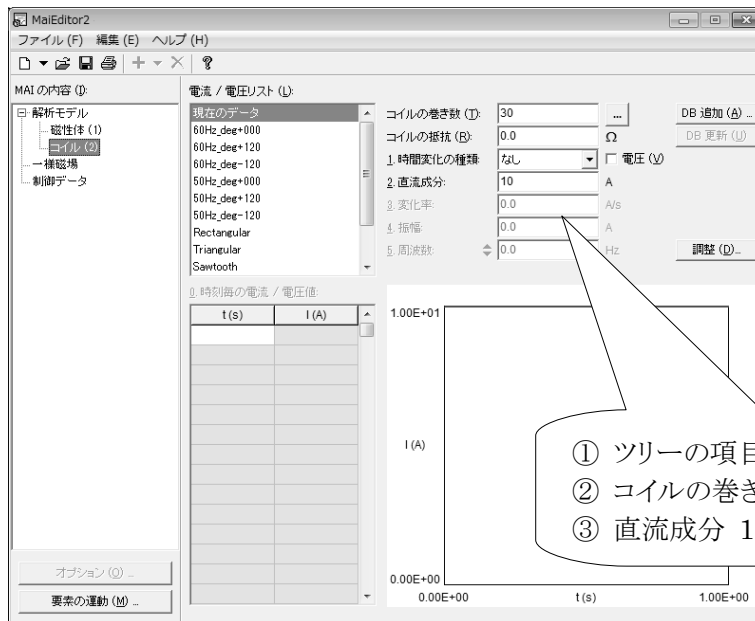 MaiEditor2
ファイル (F) 編集 (E) ヘルプ (H)
MAI の内容 (I):
解析モデル
磁性体 (1)
コイル (2)
一様磁場
制御データ
オプション (O) ...
要素の運動 (M) ...
電流 / 電圧リスト (L):
現在のデータ
60Hz_deg+000
60Hz_deg+120
60Hz_deg-120
50Hz_deg+000
50Hz_deg+120
50Hz_deg-120
Rectangular
Triangular
Sawtooth
コイルの巻き数 (T): 30 ... DB 追加 (A) ...
コイルの抵抗 (R): 0.0 Ω DB 更新 (U)
1. 時間変化の種類: なし 電圧 (V)
2. 直流成分: 10 A
3. 変化率: 0.0 A/s
4. 振幅: 0.0 A
5. 周波数: 0.0 Hz 調整 (D)...
0. 時刻毎の電流 / 電圧値:
t (s) I (A)
1.00E+01
I (A)
0.00E+00
0.00E+00 t (s) 1.00E+00
① ツリーの項目
② コイルの巻き
③ 直流成分 1